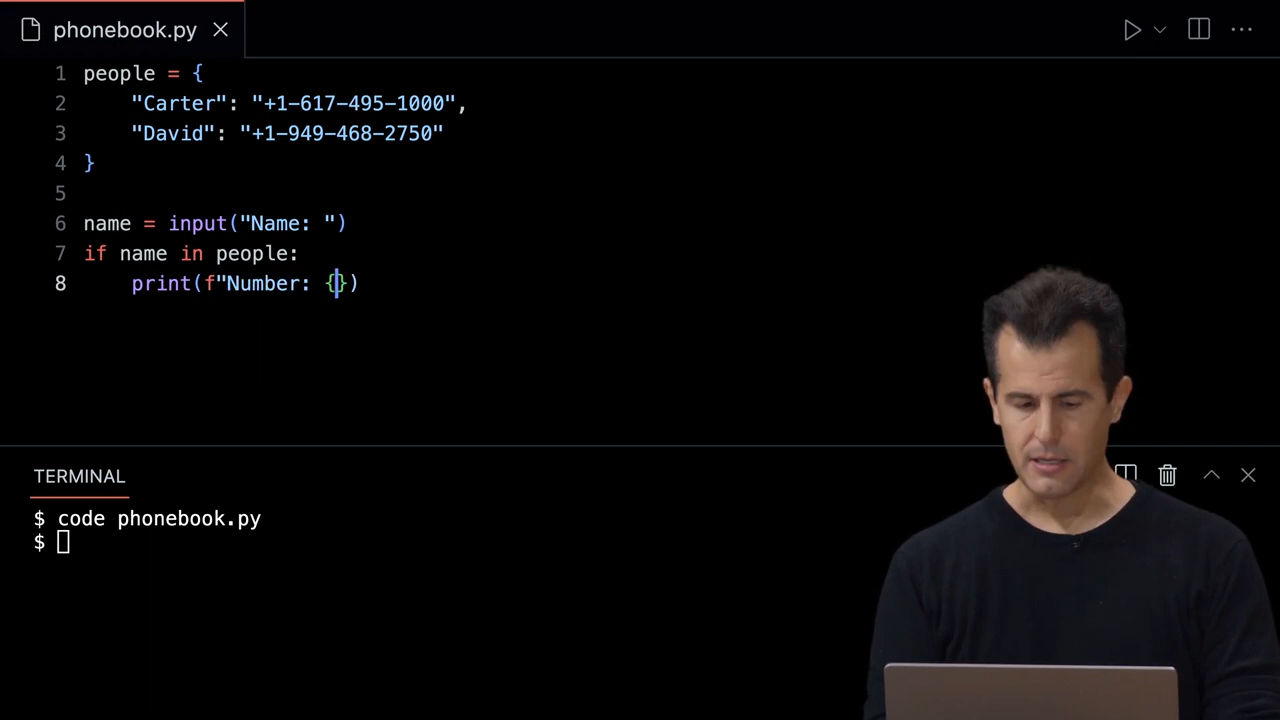 phonebook.py
1 people = {
2     "Carter": "+1-617-495-1000",
3     "David": "+1-949-468-2750"
4 }
5
6 name = input("Name: ")
7 if name in people:
8     print(f"Number: {})
TERMINAL
$ code phonebook.py
$